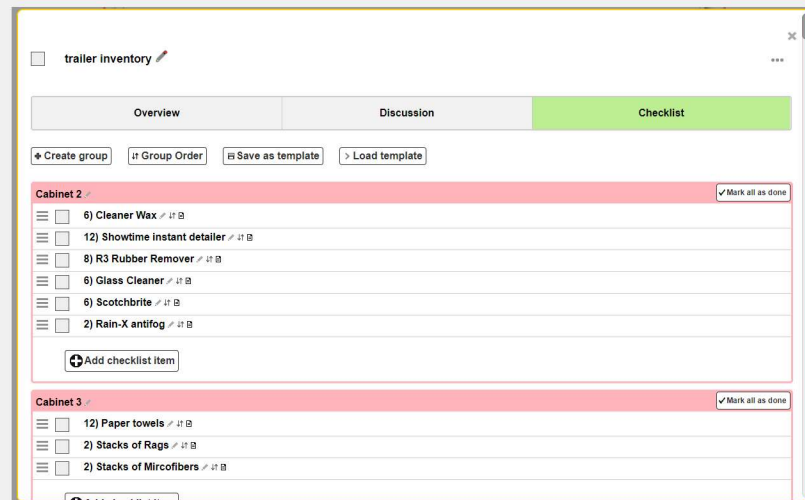 trailer inventory
Overview Discussion Checklist
Create group Group Order Save as template Load template
Cabinet 2 Mark all as done
6) Cleaner Wax
12) Showtime instant detailer
8) R3 Rubber Remover
6) Glass Cleaner
6) Scotchbrite
2) Rain-X antifog
Add checklist item
Cabinet 3 Mark all as done
12) Paper towels
2) Stacks of Rags
2) Stacks of Mircofibers